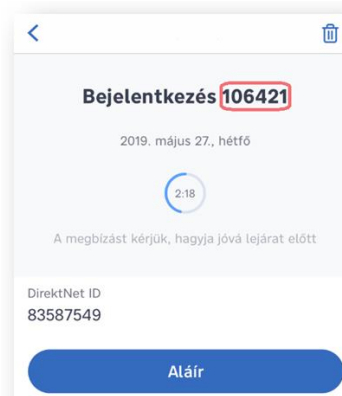 Bejelentkezés 106421
2019. május 27., hétfő
2:18
A megbízást kérjük, hagyja jóvá lejárat előtt
DirektNet ID
83587549
Aláír